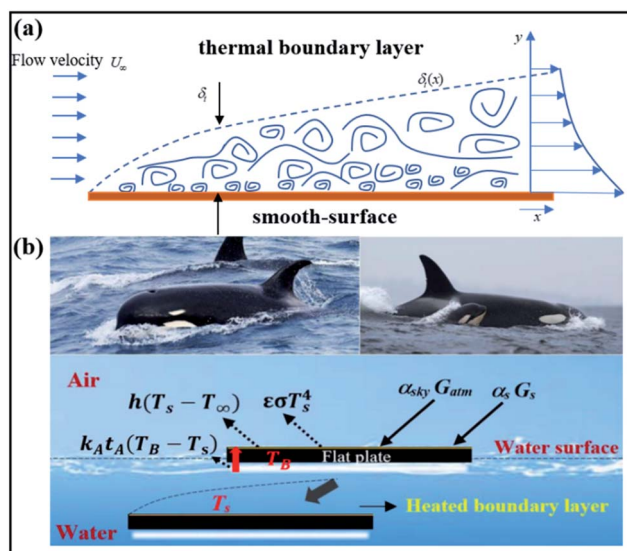 (a)
thermal boundary layer
Flow velocity U∞
δt
δt(x)
y
x
smooth-surface
(b)
Air
h(Ts − T∞)
εσTs⁴
αsky Gatm
αs Gs
kAtA(TB − Ts)
TB
Flat plate
Water surface
Ts
Heated boundary layer
Water